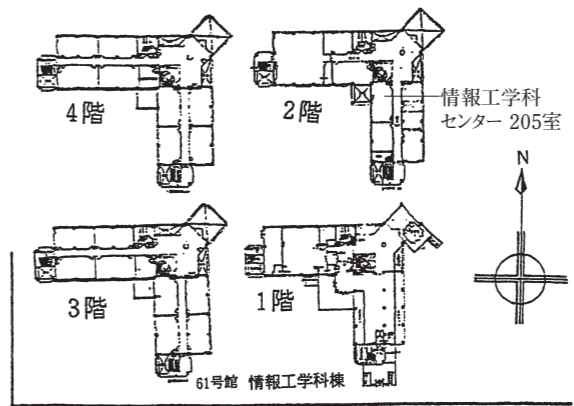 4階
2階
情報工学科
センター 205室
N
3階
1階
61号館 情報工学科棟